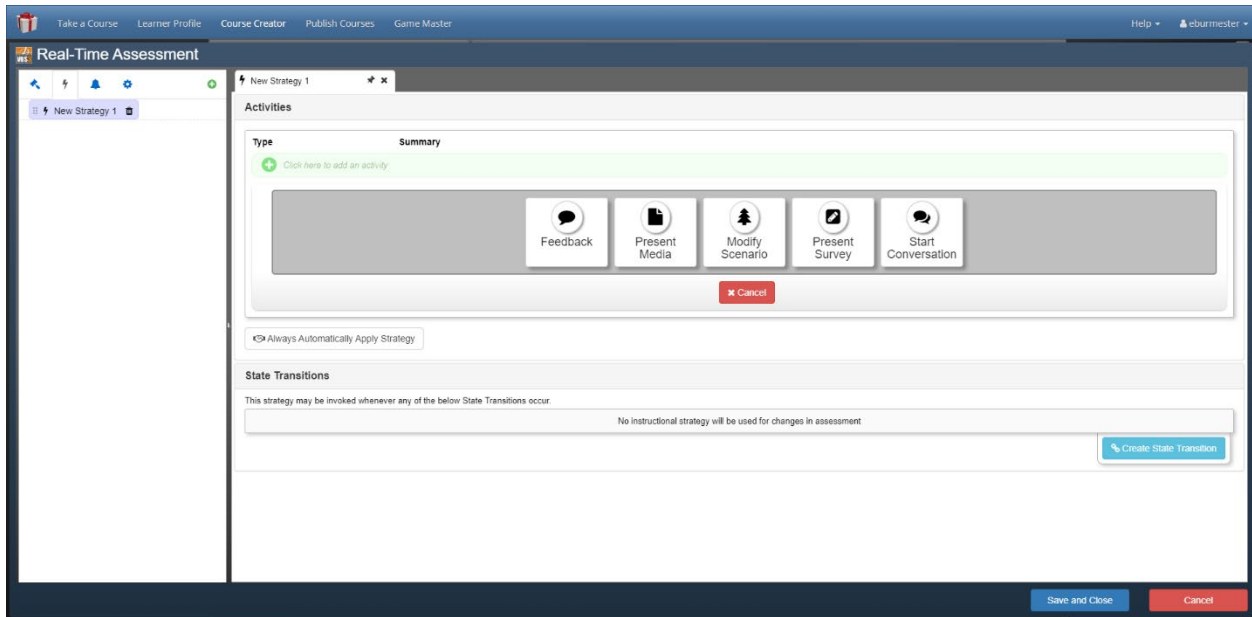 Take a Course Learner Profile Course Creator Publish Courses Game Master Help eburmester
Real-Time Assessment
New Strategy 1
New Strategy 1
Activities
Type Summary
Click here to add an activity
Feedback
Present
Media
Modify
Scenario
Present
Survey
Start
Conversation
Cancel
Always Automatically Apply Strategy
State Transitions
This strategy may be invoked whenever any of the below State Transitions occur
No instructional strategy will be used for changes in assessment
Create State Transition
Save and Close Cancel